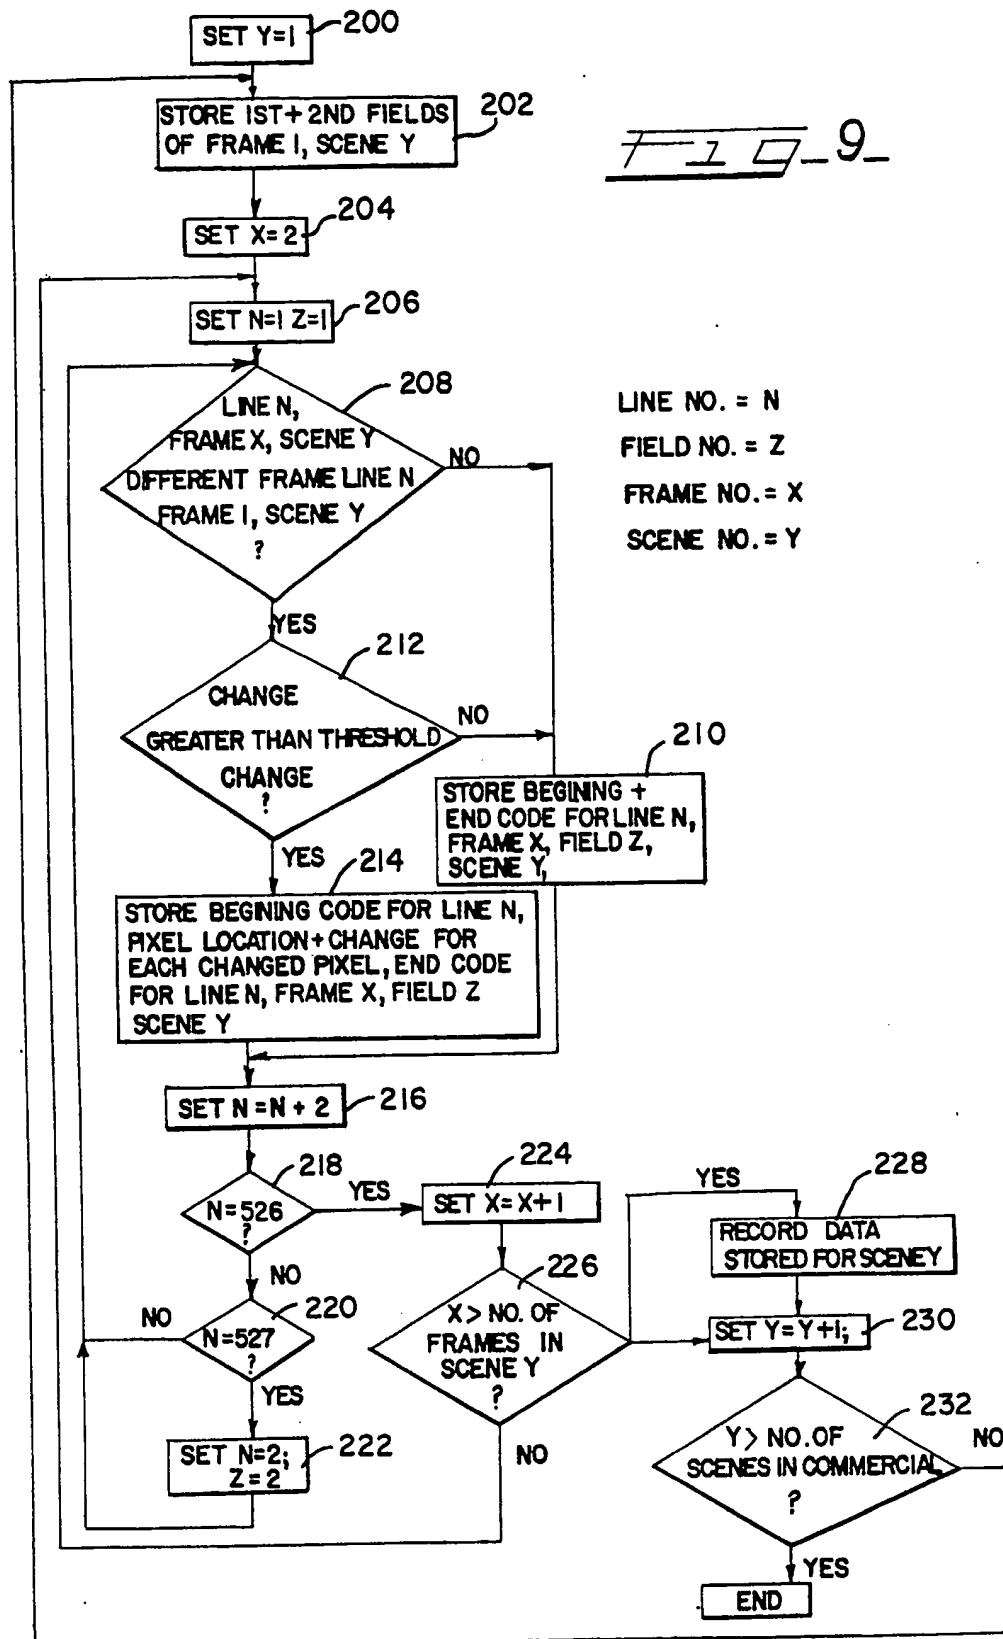 SET Y=1
200
STORE 1ST+2ND FIELDS
OF FRAME 1, SCENE Y
202
Fig_9_
SET X=2
204
SET N=1 Z=1
206
LINE N,
FRAME X, SCENE Y
DIFFERENT FRAME LINE N
FRAME 1, SCENE Y
?
208
NO
YES
LINE NO. = N
FIELD NO. = Z
FRAME NO. = X
SCENE NO. = Y
CHANGE
GREATER THAN THRESHOLD
CHANGE
?
212
NO
YES
STORE BEGINING +
END CODE FOR LINE N,
FRAME X, FIELD Z,
SCENE Y,
210
STORE BEGINING CODE FOR LINE N,
PIXEL LOCATION+CHANGE FOR
EACH CHANGED PIXEL, END CODE
FOR LINE N, FRAME X, FIELD Z
SCENE Y
214
SET N=N+2
216
N=526
?
218
YES
NO
SET X=X+1
224
N=527
?
220
NO
YES
SET N=2;
Z=2
222
X > NO. OF
FRAMES IN
SCENE Y
?
226
YES
NO
RECORD DATA
STORED FOR SCENEY
228
SET Y=Y+1;
230
Y > NO. OF
SCENES IN COMMERCIAL
?
232
NO
YES
END